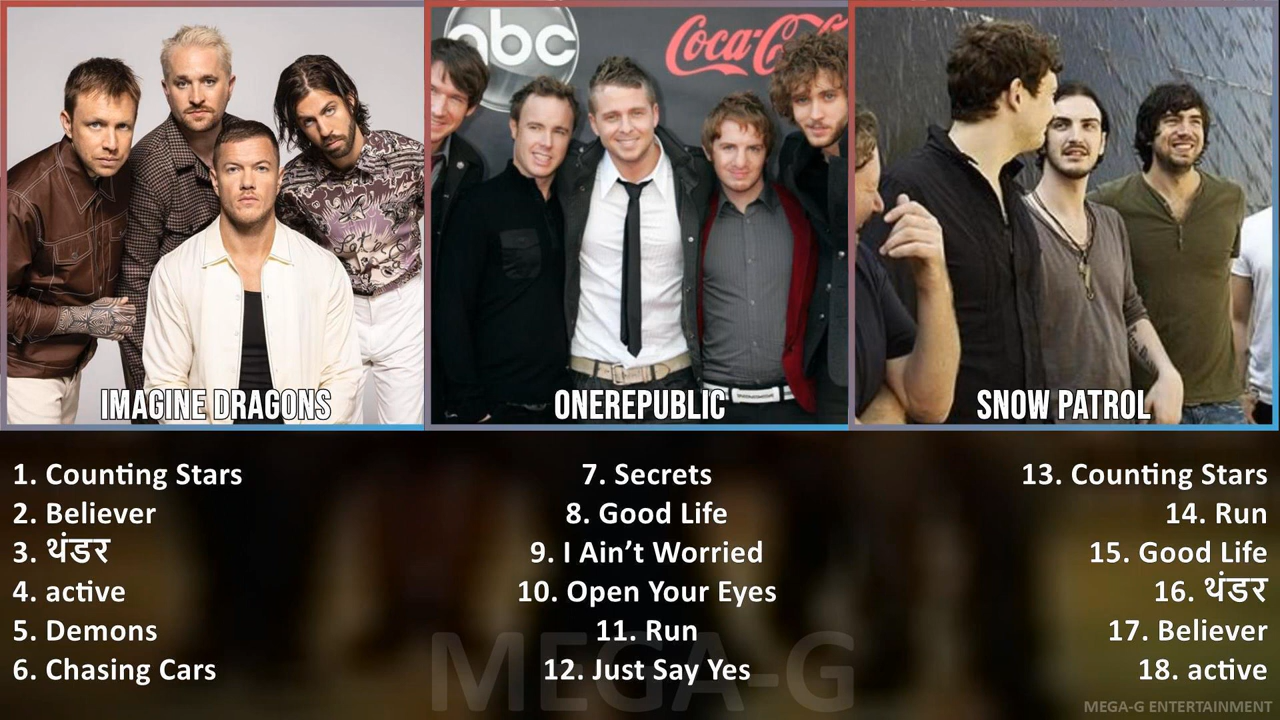 abc
Coca-Co
Let's
IMAGINE DRAGONS
ONEREPUBLIC
SNOW PATROL
1. Counting Stars
2. Believer
3. थंडर
4. active
5. Demons
6. Chasing Cars
7. Secrets
8. Good Life
9. I Ain’t Worried
10. Open Your Eyes
11. Run
12. Just Say Yes
13. Counting Stars
14. Run
15. Good Life
16. थंडर
17. Believer
18. active
MEGA-G
MEGA-G ENTERTAINMENT